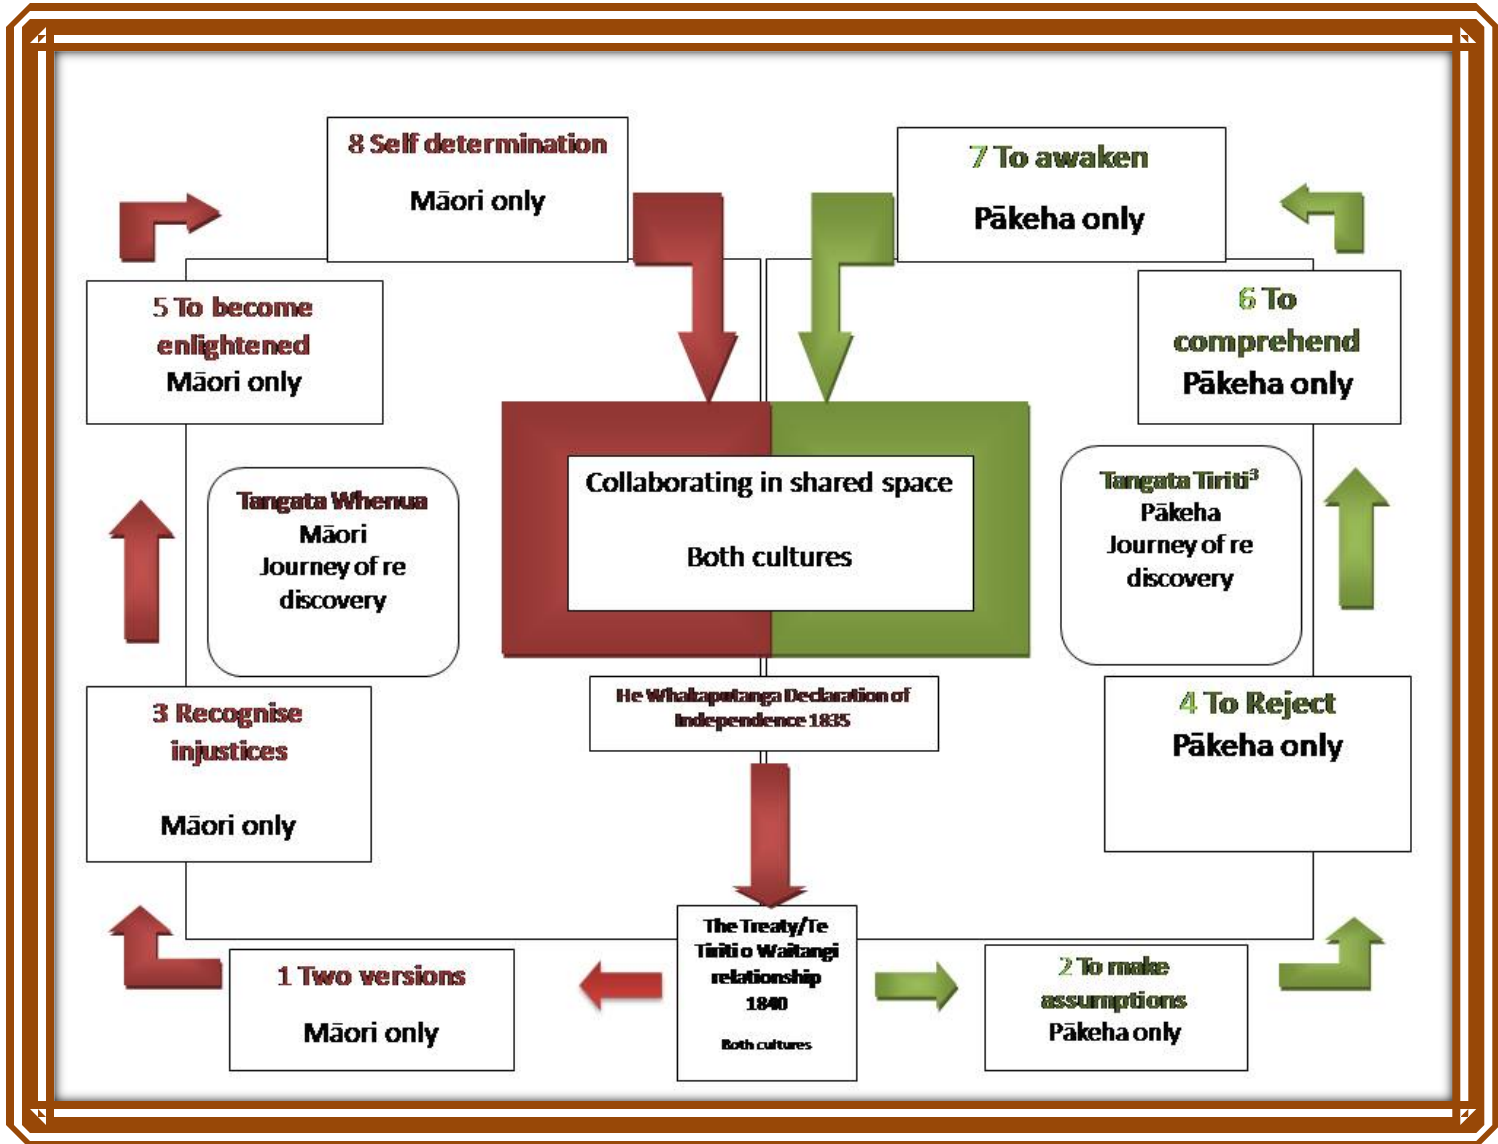 8 Self determination
Māori only
7 To awaken
Pākeha only
5 To become
enlightened
Māori only
6 To
comprehend
Pākeha only
Tangata Whenua
Māori
Journey of re
discovery
Collaborating in shared space
Both cultures
Tangata Tiriti³
Pākeha
Journey of re
discovery
3 Recognise
injustices
Māori only
He Whakaputanga Declaration of
Independence 1835
4 To Reject
Pākeha only
1 Two versions
Māori only
The Treaty/Te
Tiriti o Waitangi
relationship
1840
Both cultures
2 To make
assumptions
Pākeha only